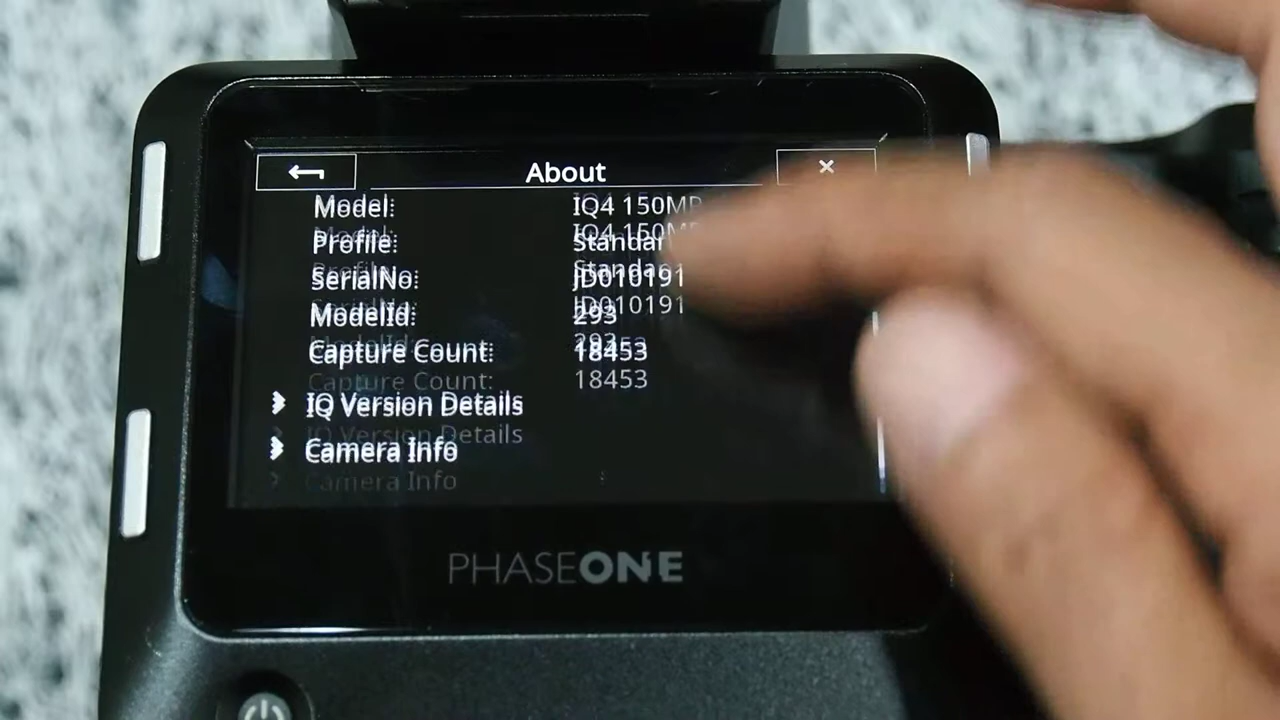 About
Model: IQ4 150MP
Profile: Standar
SerialNo: JD010191
ModelId: 293
Capture Count: 18453
IQ Version Details
Camera Info
PHASEONE